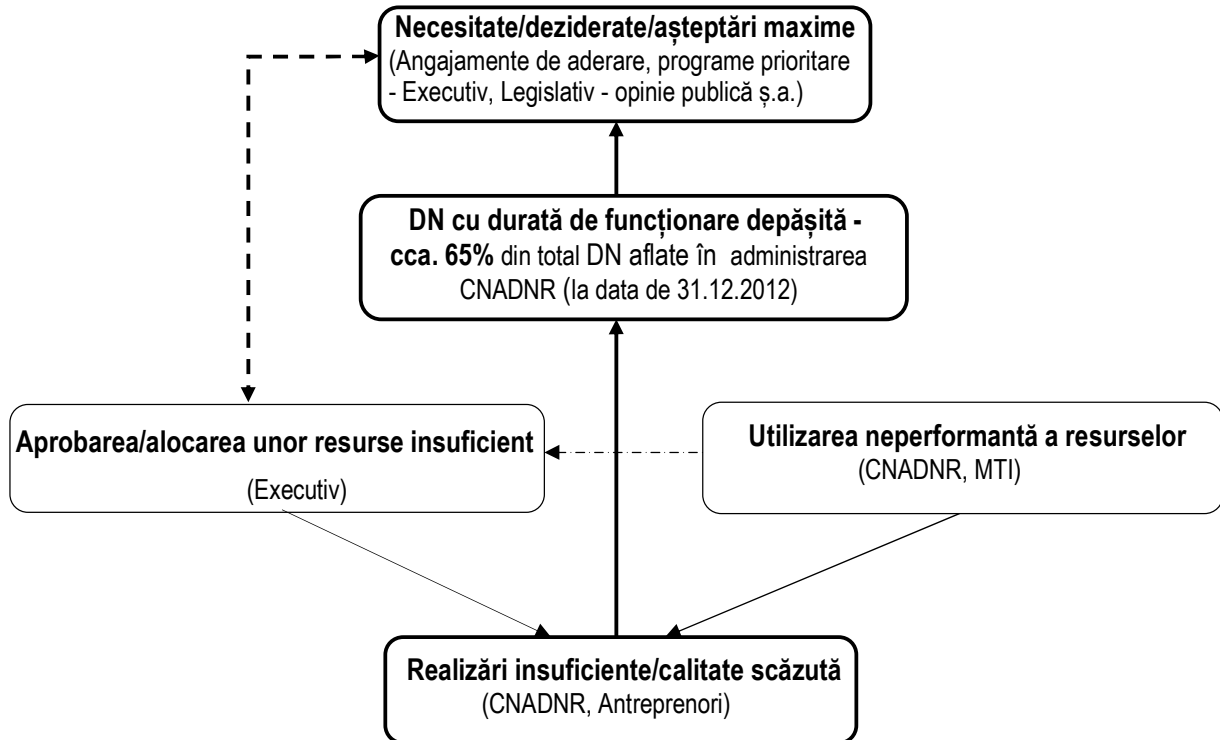 Necesitate/deziderate/așteptări maxime
(Angajamente de aderare, programe prioritare
- Executiv, Legislativ - opinie publică ș.a.)
DN cu durată de funcționare depășită -
cca. 65% din total DN aflate în administrarea
CNADNR (la data de 31.12.2012)
Aprobarea/alocarea unor resurse insuficient
(Executiv)
Utilizarea neperformantă a resurselor
(CNADNR, MTI)
Realizări insuficiente/calitate scăzută
(CNADNR, Antreprenori)